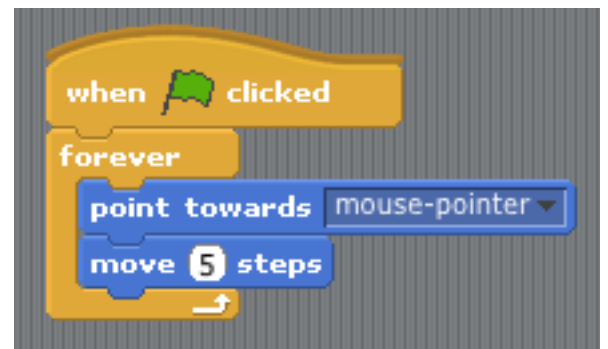 when clicked
forever
point towards mouse-pointer
move 5 steps